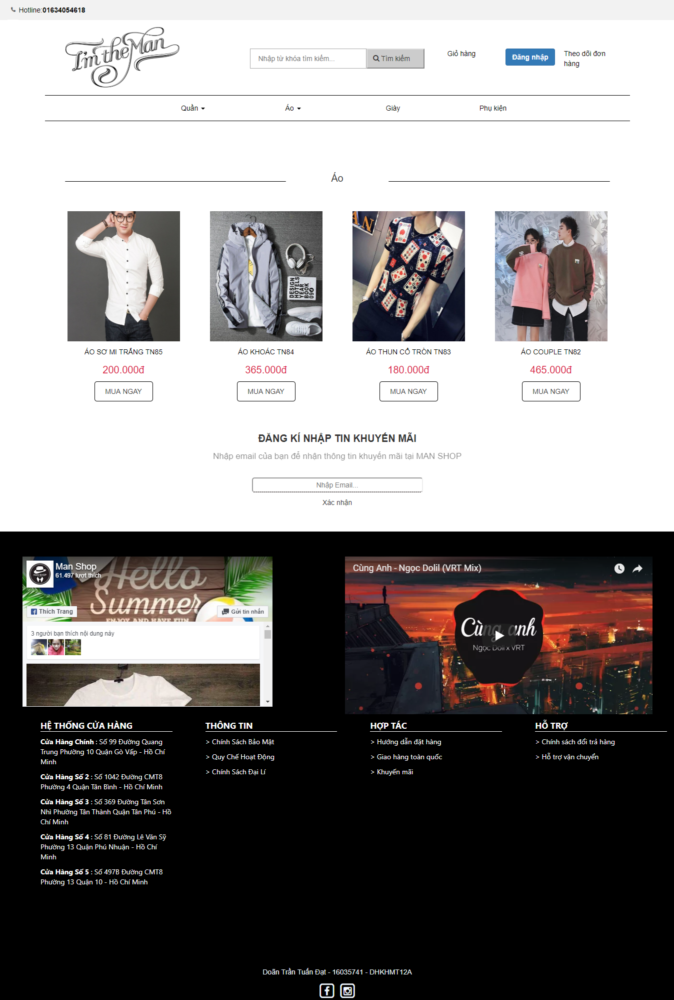 Hotline:01634054618
I'm the Man
Nhập từ khóa tìm kiếm...
Tìm kiếm
Giỏ hàng
Đăng nhập
Theo dõi đơn
hàng
Quần
Áo
Giày
Phụ kiện
Áo
DESIGN
HOTELS
YEAR
BOOK
ÁO SƠ MI TRẮNG TN85
ÁO KHOÁC TN84
ÁO THUN CỔ TRÒN TN83
ÁO COUPLE TN82
200.000đ
365.000đ
180.000đ
465.000đ
MUA NGAY
MUA NGAY
MUA NGAY
MUA NGAY
ĐĂNG KÍ NHẬP TIN KHUYẾN MÃI
Nhập email của bạn để nhận thông tin khuyến mãi tại MAN SHOP
Nhập Email...
Xác nhận
Man Shop
61.497 lượt thích
MAN SHOP
Hello
Summer
ENJOY AND HAVE FUN
Thích Trang
Gửi tin nhắn
3 người bạn thích nội dung này
Cùng Anh - Ngọc Dolil (VRT Mix)
Cùng anh
Ngọc Dolil x VRT
HỆ THỐNG CỬA HÀNG
Cửa Hàng Chính : Số 99 Đường Quang
Trung Phường 10 Quận Gò Vấp - Hồ Chí
Minh
Cửa Hàng Số 2 : Số 1042 Đường CMT8
Phường 4 Quận Tân Bình - Hồ Chí Minh
Cửa Hàng Số 3 : Số 369 Đường Tân Sơn
Nhì Phường Tân Thành Quận Tân Phú - Hồ
Chí Minh
Cửa Hàng Số 4 : Số 81 Đường Lê Văn Sỹ
Phường 13 Quận Phú Nhuận - Hồ Chí
Minh
Cửa Hàng Số 5 : Số 497B Đường CMT8
Phường 13 Quận 10 - Hồ Chí Minh
THÔNG TIN
> Chính Sách Bảo Mật
> Quy Chế Hoạt Động
> Chính Sách Đại Lí
HỢP TÁC
> Hướng dẫn đặt hàng
> Giao hàng toàn quốc
> Khuyến mãi
HỖ TRỢ
> Chính sách đổi trả hàng
> Hỗ trợ vận chuyển
Doãn Trần Tuấn Đạt - 16035741 - DHKHMT12A